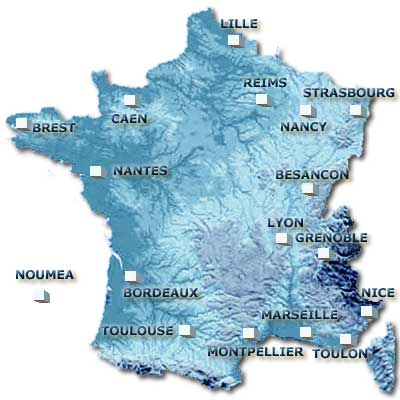 LILLE
REIMS
STRASBOURG
CAEN
NANCY
BREST
NANTES
BESANCON
LYON
GRENOBLE
NOUMEA
BORDEAUX
NICE
MARSEILLE
TOULOUSE
TOULON
MONTPELLIER